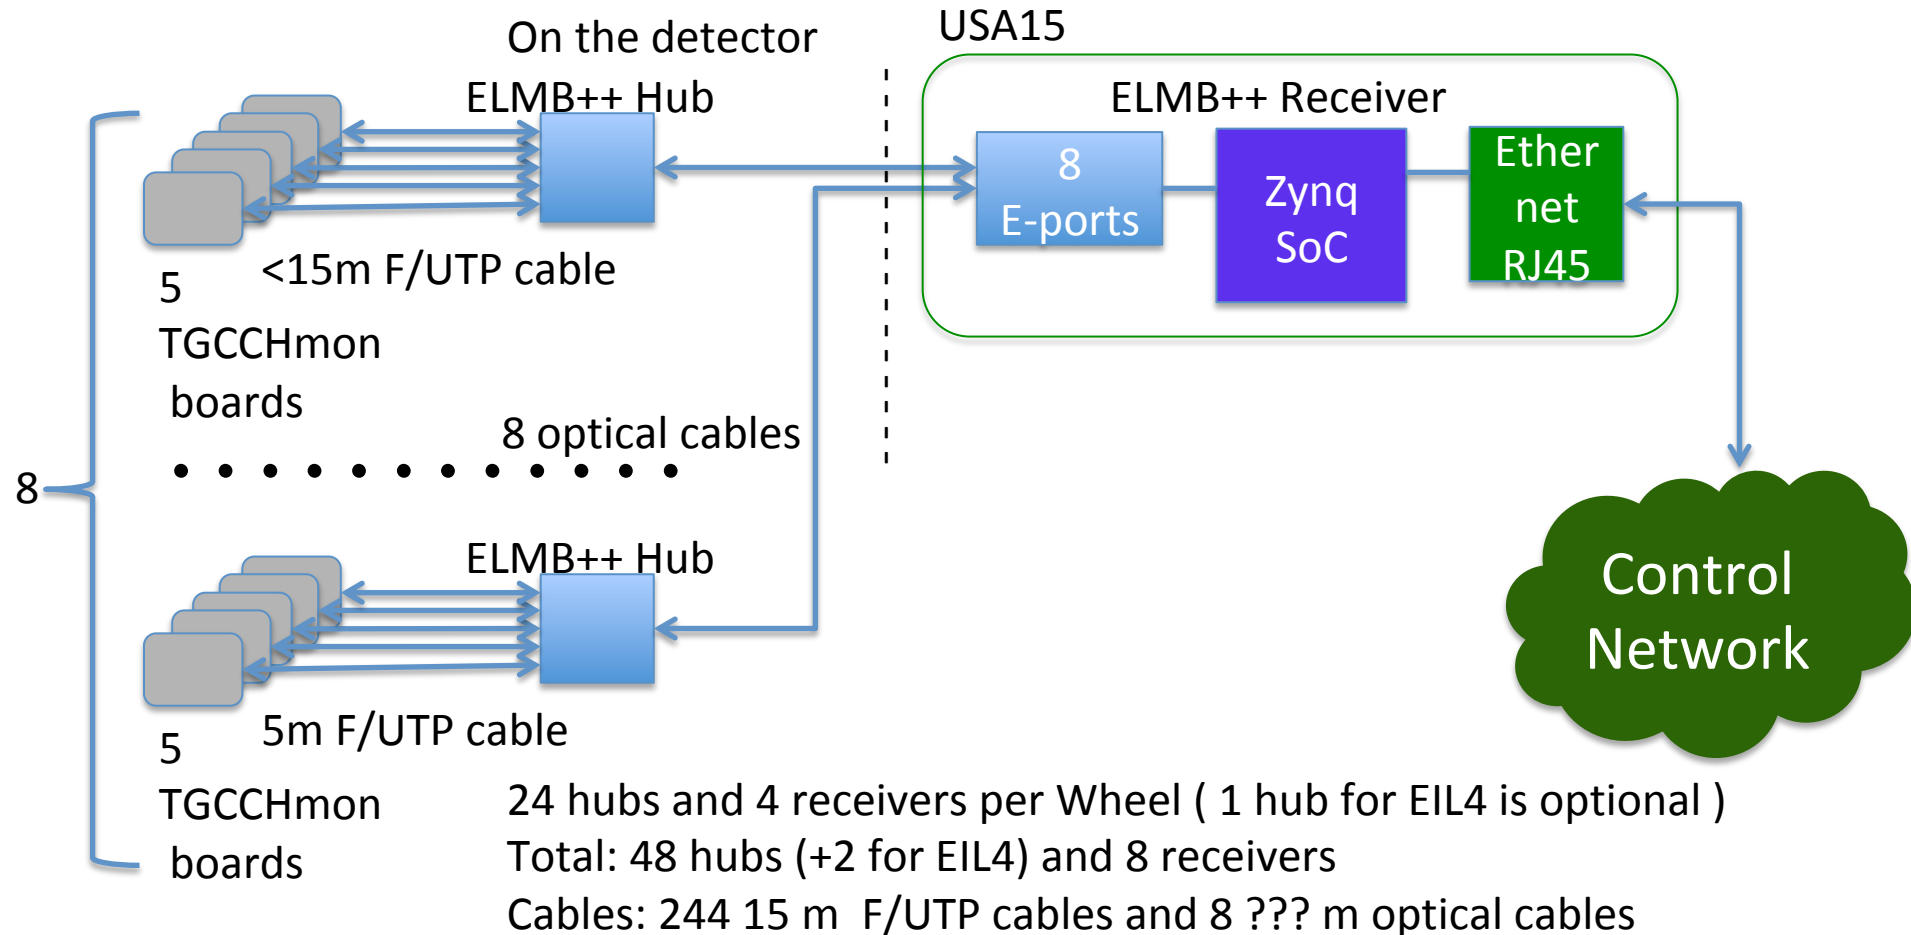 On the detector
USA15
ELMB++ Hub
ELMB++ Receiver
8
E-ports
Zynq
SoC
Ether
net
RJ45
<15m F/UTP cable
5
TGCCHmon
boards
8 optical cables
8
ELMB++ Hub
Control
Network
5m F/UTP cable
5
TGCCHmon
boards
24 hubs and 4 receivers per Wheel ( 1 hub for EIL4 is optional )
Total: 48 hubs (+2 for EIL4) and 8 receivers
Cables: 244 15 m F/UTP cables and 8 ??? m optical cables